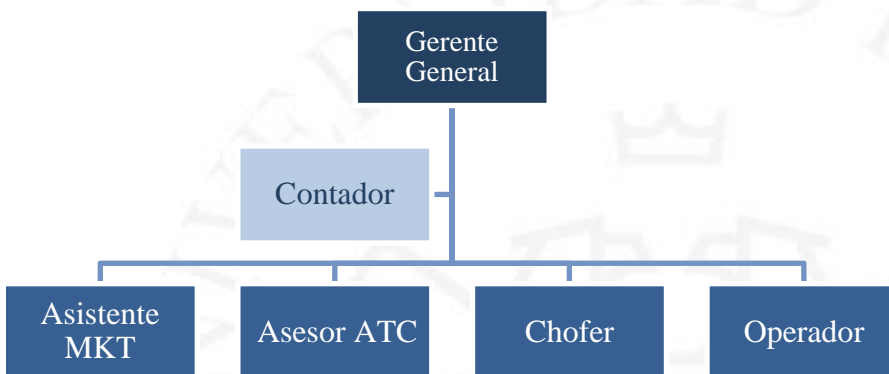 Gerente
General
Contador
Asistente
MKT
Asesor ATC
Chofer
Operador